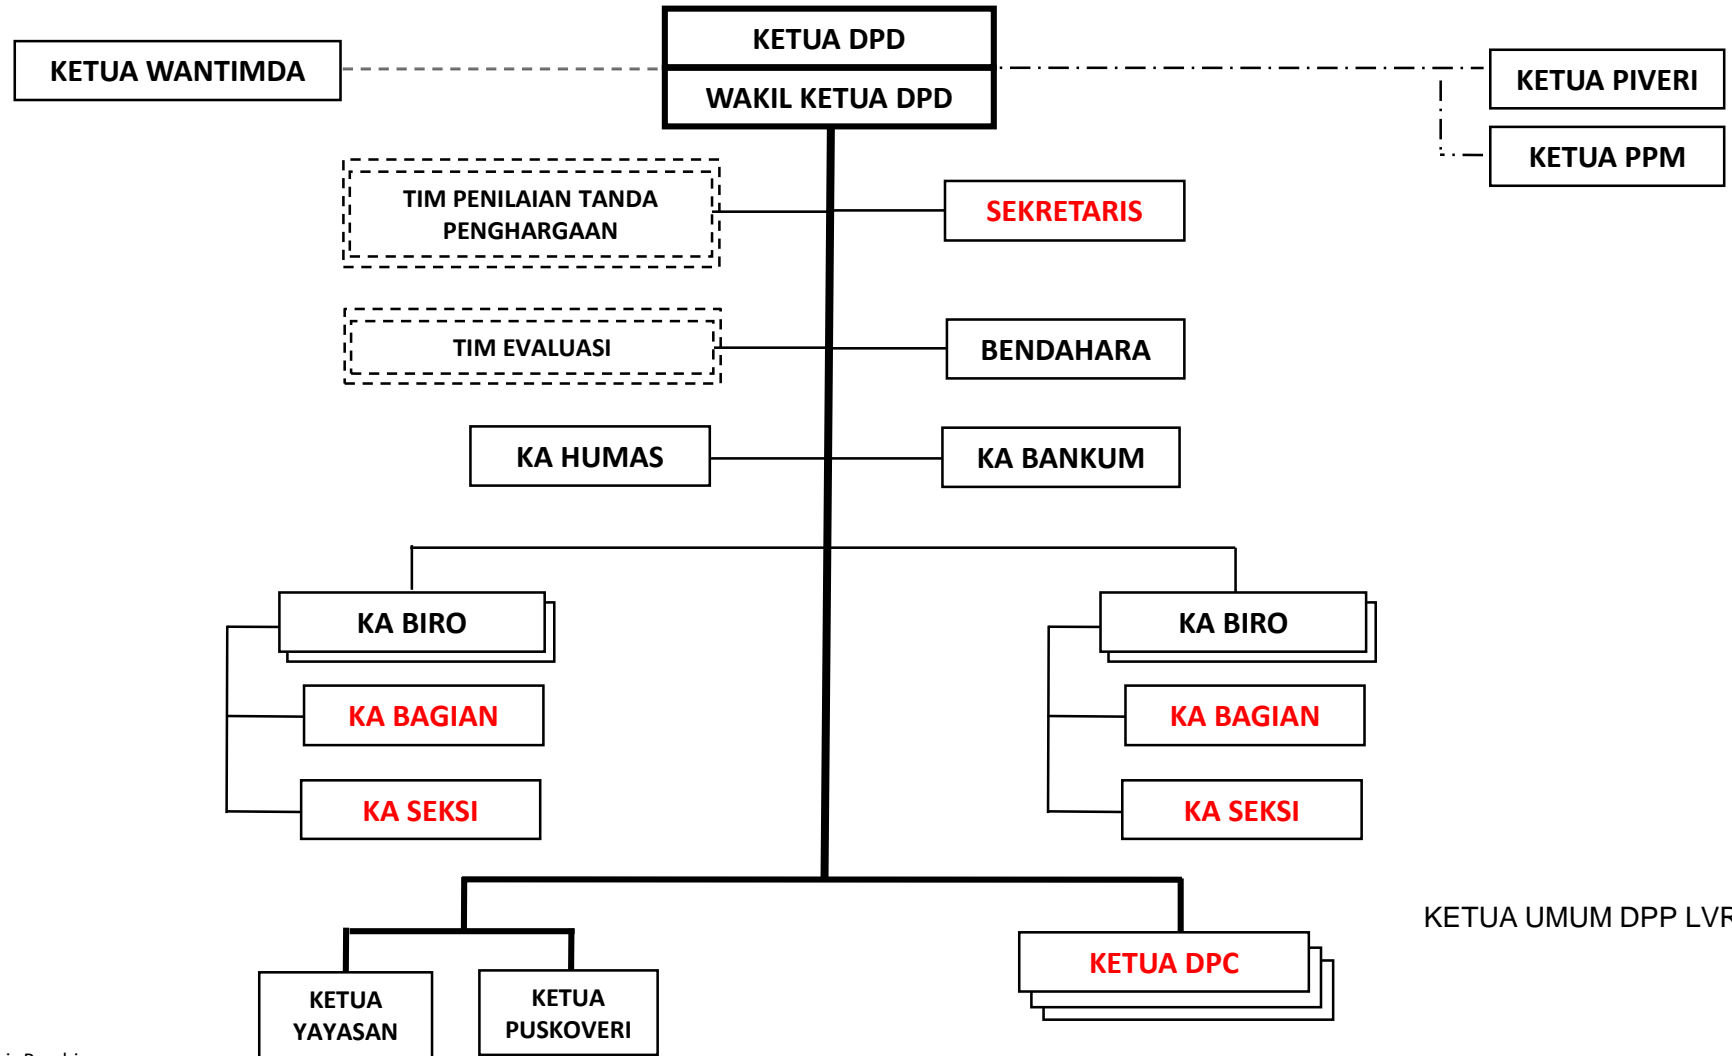 KETUA DPD
KETUA WANTIMDA
WAKIL KETUA DPD
KETUA PIVERI
KETUA PPM
TIM PENILAIAN TANDA
PENGHARGAAN
SEKRETARIS
TIM EVALUASI
BENDAHARA
KA HUMAS
KA BANKUM
KA BIRO
KA BIRO
KA BAGIAN
KA BAGIAN
KA SEKSI
KA SEKSI
KETUA UMUM DPP LVR
KETUA DPC
KETUA
YAYASAN
KETUA
PUSKOVERI